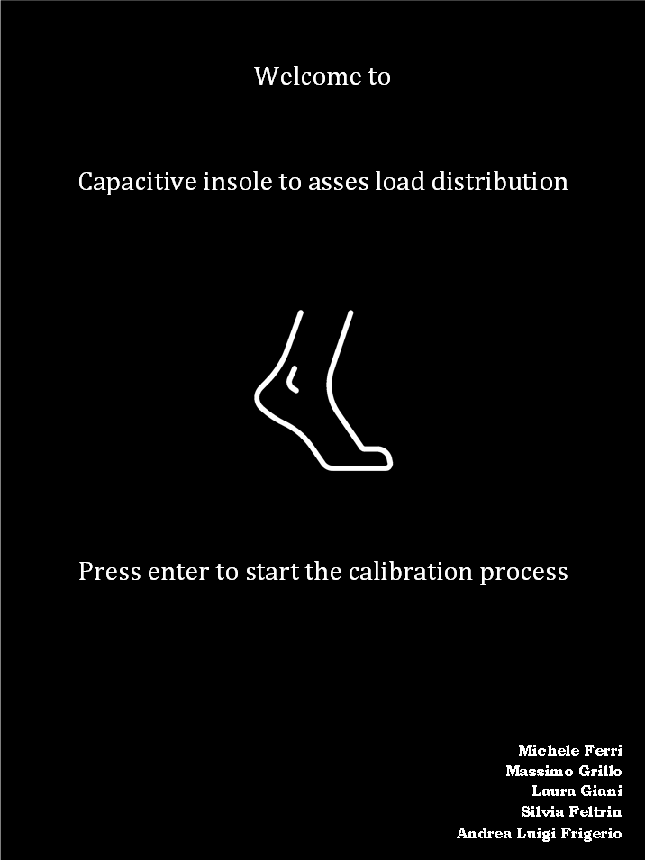 Welcome to
Capacitive insole to asses load distribution
Press enter to start the calibration process
Michele Ferri
Massimo Grillo
Laura Giani
Silvia Feltrin
Andrea Luigi Frigerio